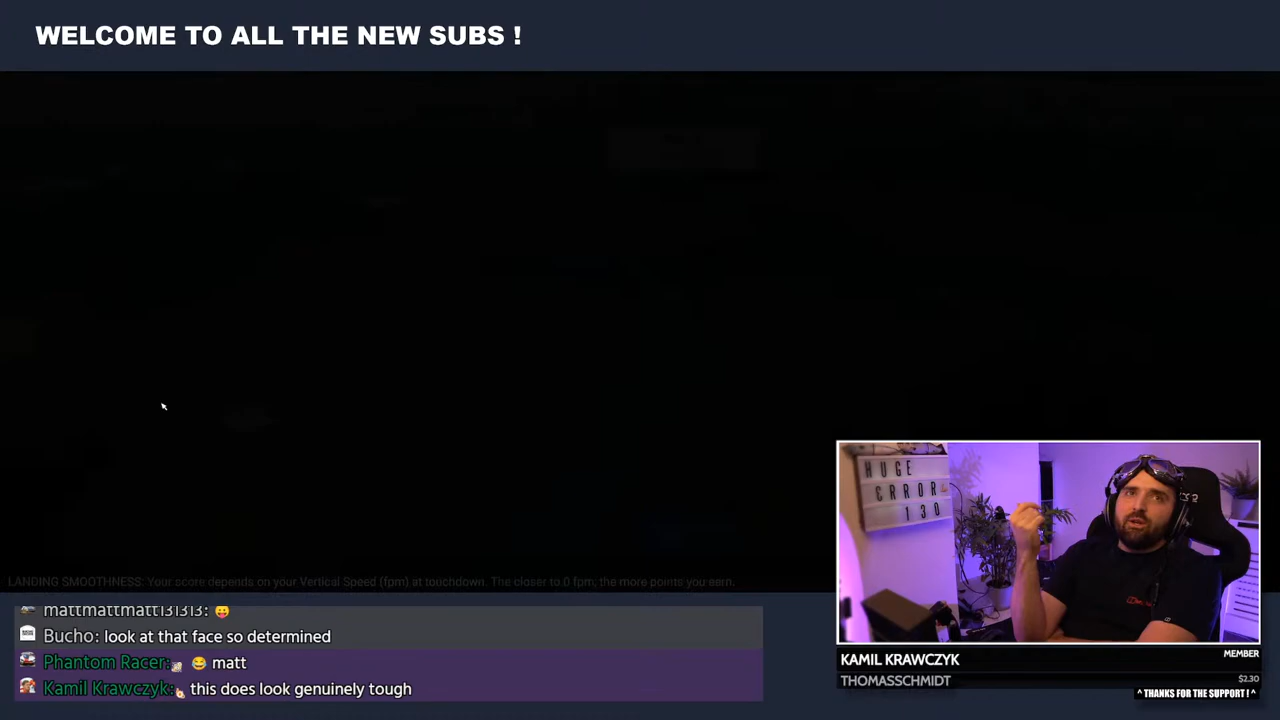 WELCOME TO ALL THE NEW SUBS !
HUGE
ERROR
130
LANDING SMOOTHNESS: Your score depends on your Vertical Speed (fpm) at touchdown. The closer to 0 fpm, the more points you earn.
mattmattmatt131313: 😛
Bucho: look at that face so determined
Phantom Racer: 😂 matt
Kamil Krawczyk: this does look genuinely tough
KAMIL KRAWCZYK MEMBER
THOMASSCHMIDT $2.30
^ THANKS FOR THE SUPPORT ! ^